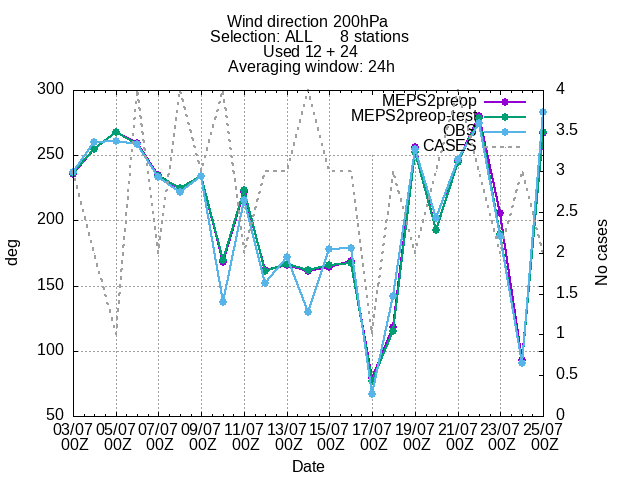 Wind direction 200hPa
Selection: ALL 8 stations
Used 12 + 24
Averaging window: 24h
MEPS2preop
MEPS2preop-test
OBS
CASES
300
250
200
150
100
50
deg
4
3.5
3
2.5
2
1.5
1
0.5
0
No cases
03/07 05/07 07/07 09/07 11/07 13/07 15/07 17/07 19/07 21/07 23/07 25/07
00Z 00Z 00Z 00Z 00Z 00Z 00Z 00Z 00Z 00Z 00Z 00Z
Date